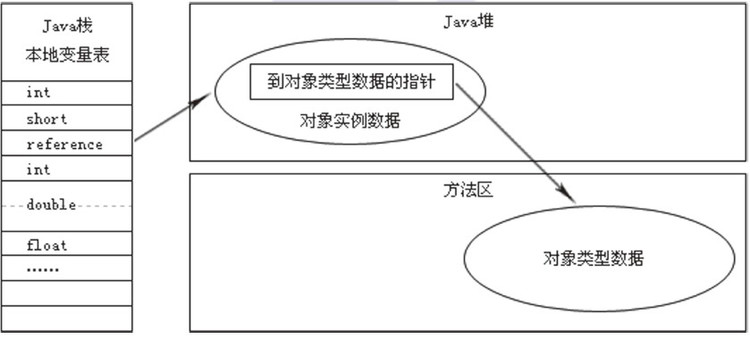 Java栈
本地变量表
int
short
reference
int
double
float
……
Java堆
到对象类型数据的指针
对象实例数据
方法区
对象类型数据